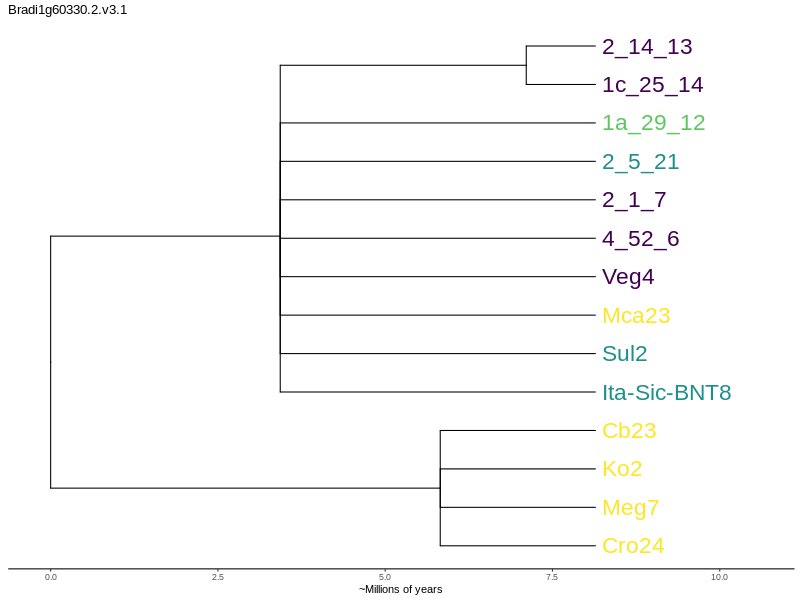 Bradi1g60330.2.v3.1
2_14_13
1c_25_14
1a_29_12
2_5_21
2_1_7
4_52_6
Veg4
Mca23
Sul2
Ita-Sic-BNT8
Cb23
Ko2
Meg7
Cro24
0.0 2.5 5.0 7.5 10.0
~Millions of years